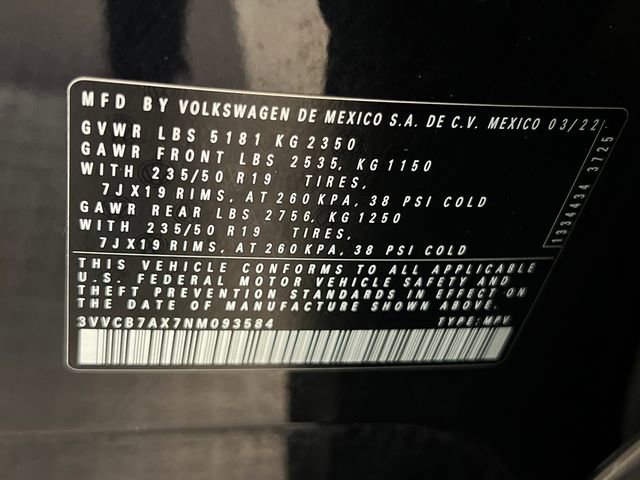 MFD BY VOLKSWAGEN DE MEXICO S.A. DE C.V. MEXICO 03/22
GVWR LBS 5181 KG 2350
GAWR FRONT LBS 2535, KG 1150
WITH 235/50 R19 TIRES,
7JX19 RIMS, AT 260 KPA, 38 PSI COLD
GAWR REAR LBS 2756, KG 1250
WITH 235/50 R19 TIRES,
7JX19 RIMS, AT 260 KPA, 38 PSI COLD
1334434 3725
THIS VEHICLE CONFORMS TO ALL APPLICABLE
U.S. FEDERAL MOTOR VEHICLE SAFETY AND
THEFT PREVENTION STANDARDS IN EFFECT ON
THE DATE OF MANUFACTURE SHOWN ABOVE.
3VVCB7AX7NM093584 TYPE: MPV